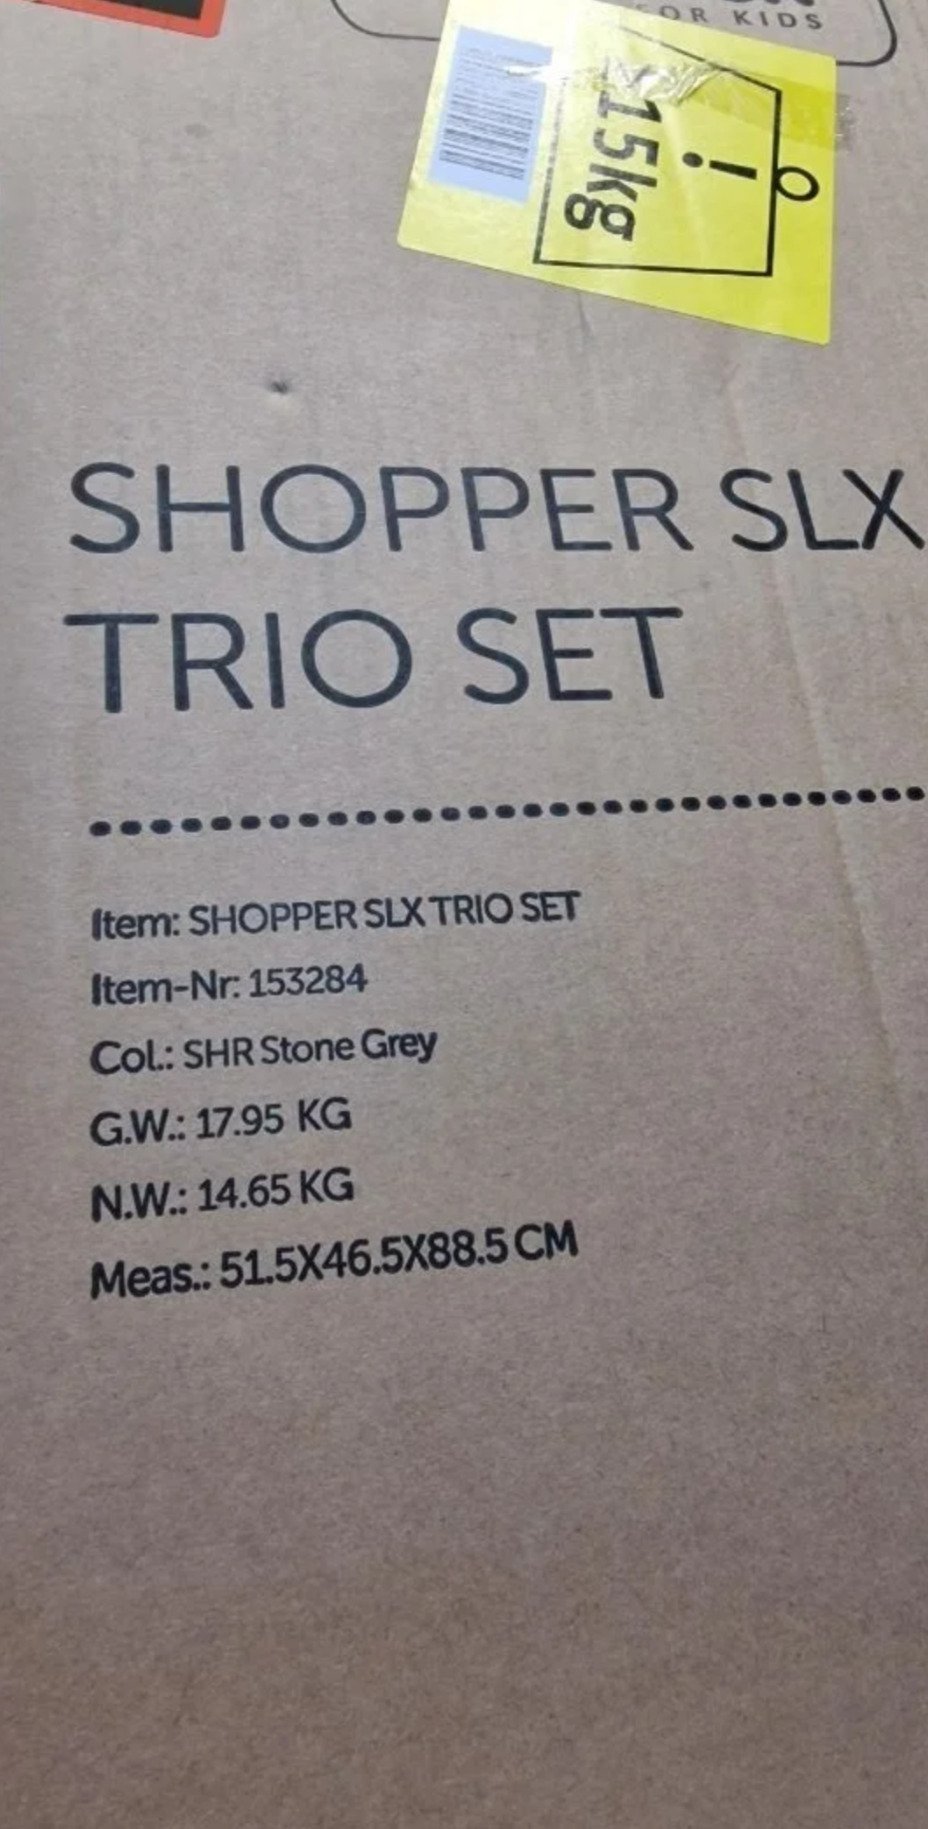 FOR KIDS
!
15kg
SHOPPER SLX
TRIO SET
Item: SHOPPER SLX TRIO SET
Item-Nr: 153284
Col.: SHR Stone Grey
G.W.: 17.95 KG
N.W.: 14.65 KG
Meas.: 51.5X46.5X88.5 CM